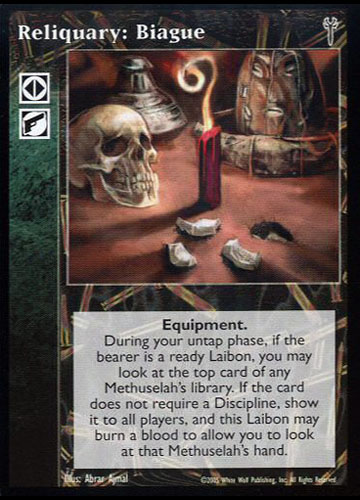 Reliquary: Biague
Equipment.
During your untap phase, if the
bearer is a ready Laibon, you may
look at the top card of any
Methuselah's library. If the card
does not require a Discipline, show
it to all players, and this Laibon may
burn a blood to allow you to look
at that Methuselah's hand.
Illus: Abrar Ajmal
©2005 White Wolf Publishing, Inc. All Rights Reserved.